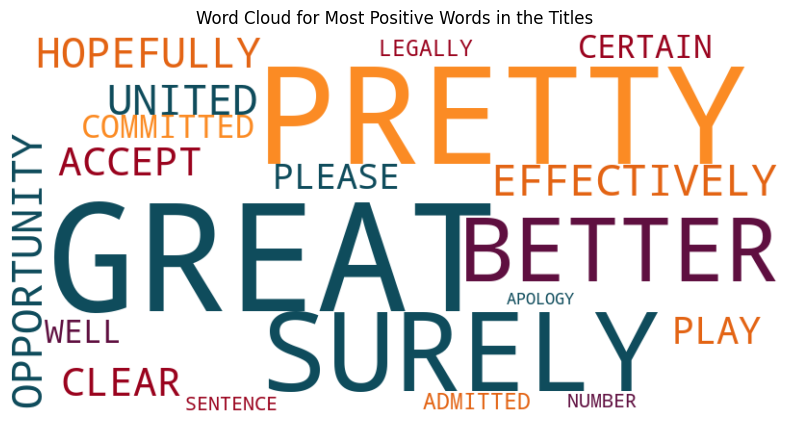 Word Cloud for Most Positive Words in the Titles
HOPEFULLY
LEGALLY
CERTAIN
PRETTY
UNITED
COMMITTED
ACCEPT
PLEASE
EFFECTIVELY
OPPORTUNITY
GREAT
BETTER
APOLOGY
SURELY
WELL
PLAY
CLEAR
SENTENCE
ADMITTED
NUMBER